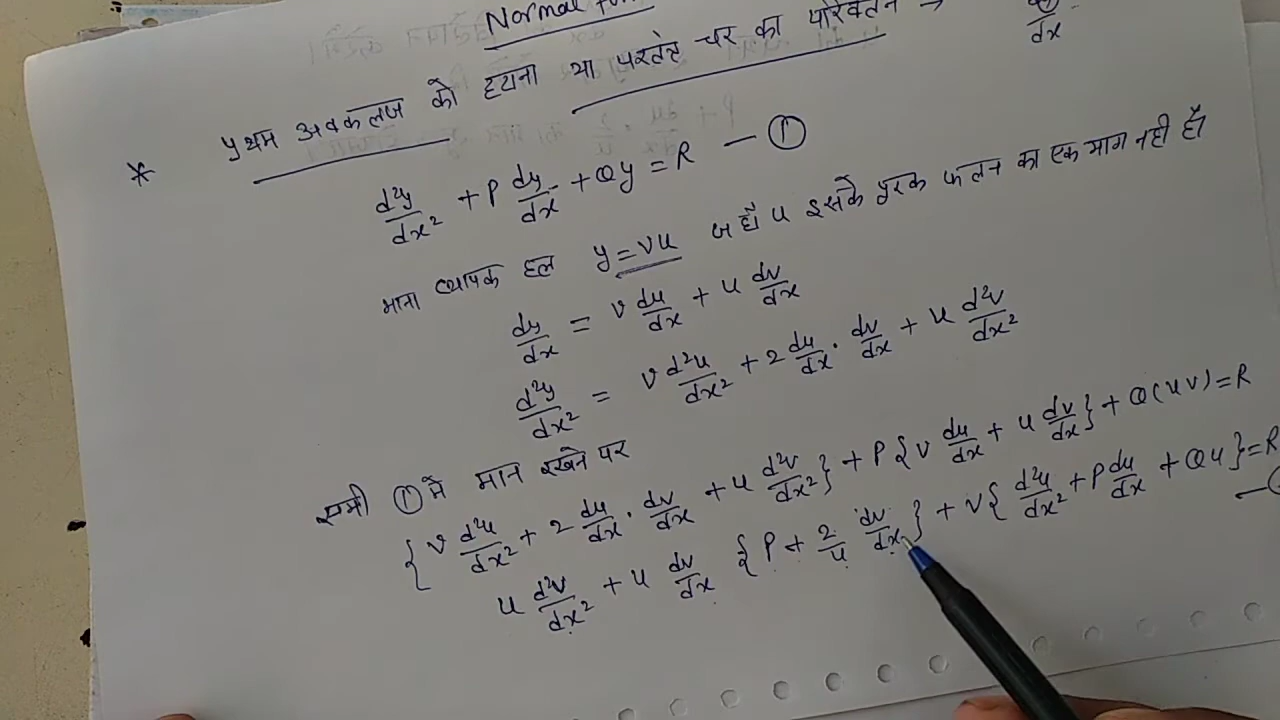 Normal
dy/dx
* प्रथम अवकलज को हटाना या परतंत्र चर का परिवर्तन →
d²y/dx² + P dy/dx + Qy = R — ①
माना व्यापक हल y = vu जहाँ u इसके पूरक फलन का एक भाग नहीं है।
dy/dx = v du/dx + u dv/dx
d²y/dx² = v d²u/dx² + 2 du/dx · dv/dx + u d²v/dx²
समी ① में मान रखने पर
{v d²u/dx² + 2 du/dx · dv/dx + u d²v/dx²} + P{v du/dx + u dv/dx} + Q(uv) = R
u d²v/dx² + u dv/dx {P + 2/u dv/dx} + v{d²u/dx² + P du/dx + Qu} = R